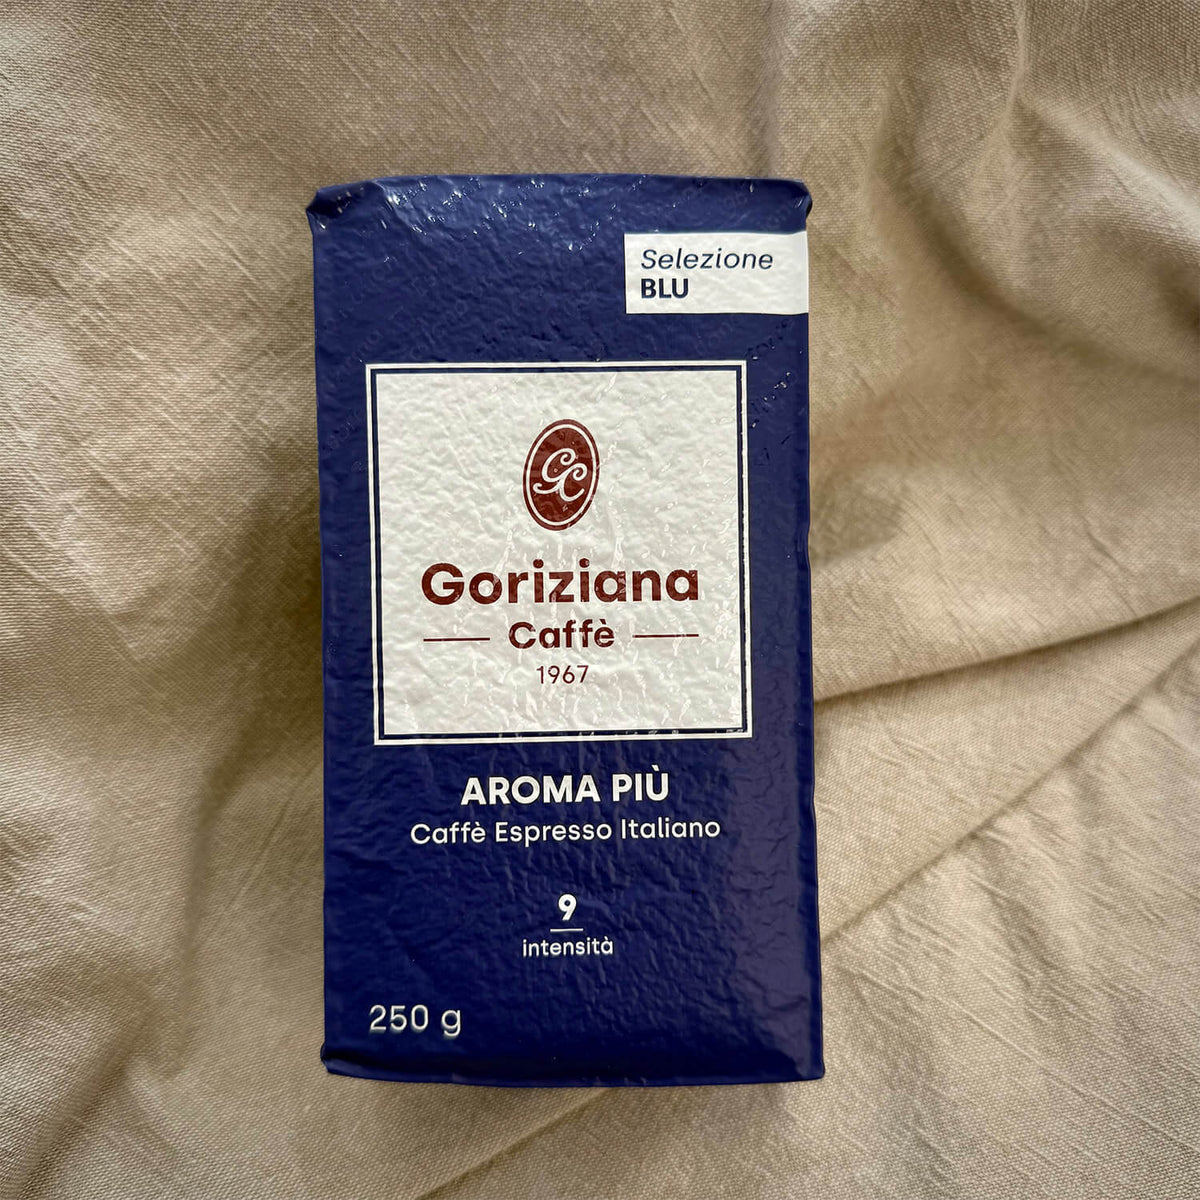 Selezione
BLU
GC
Goriziana
Caffè
1967
AROMA PIÙ
Caffè Espresso Italiano
9
intensità
250 g